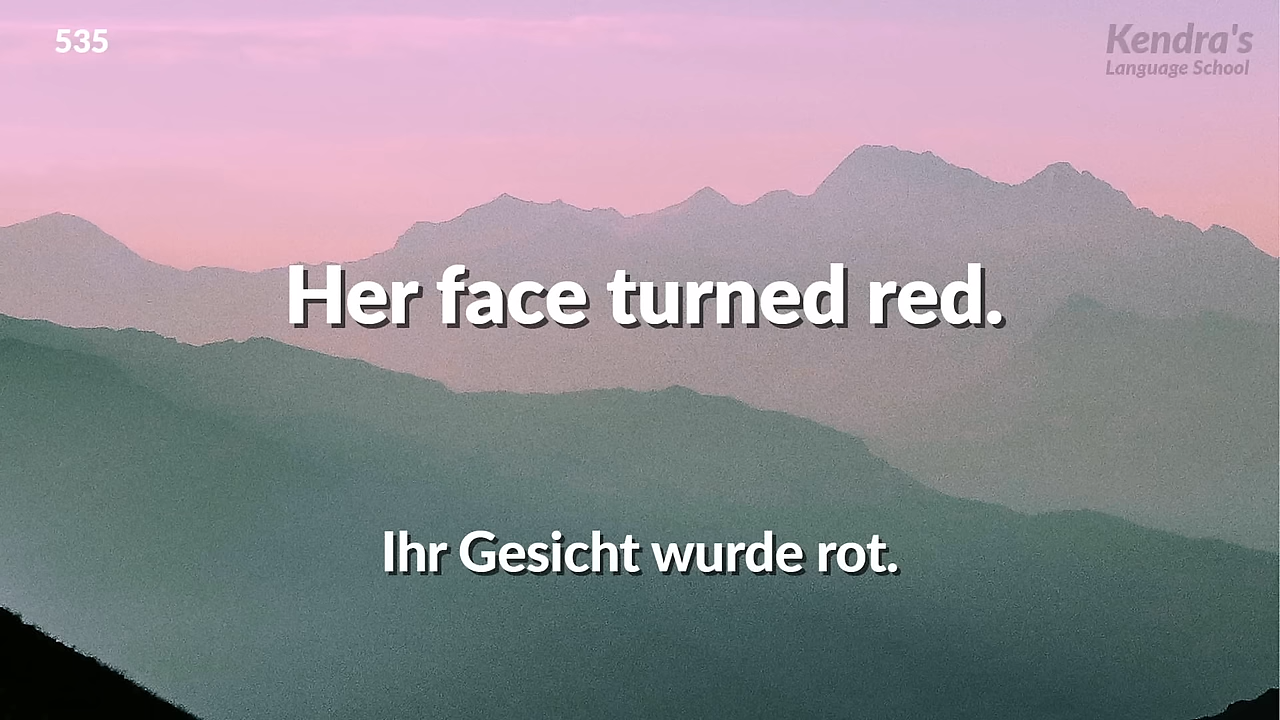 535
Kendra's
Language School
Her face turned red.
Ihr Gesicht wurde rot.